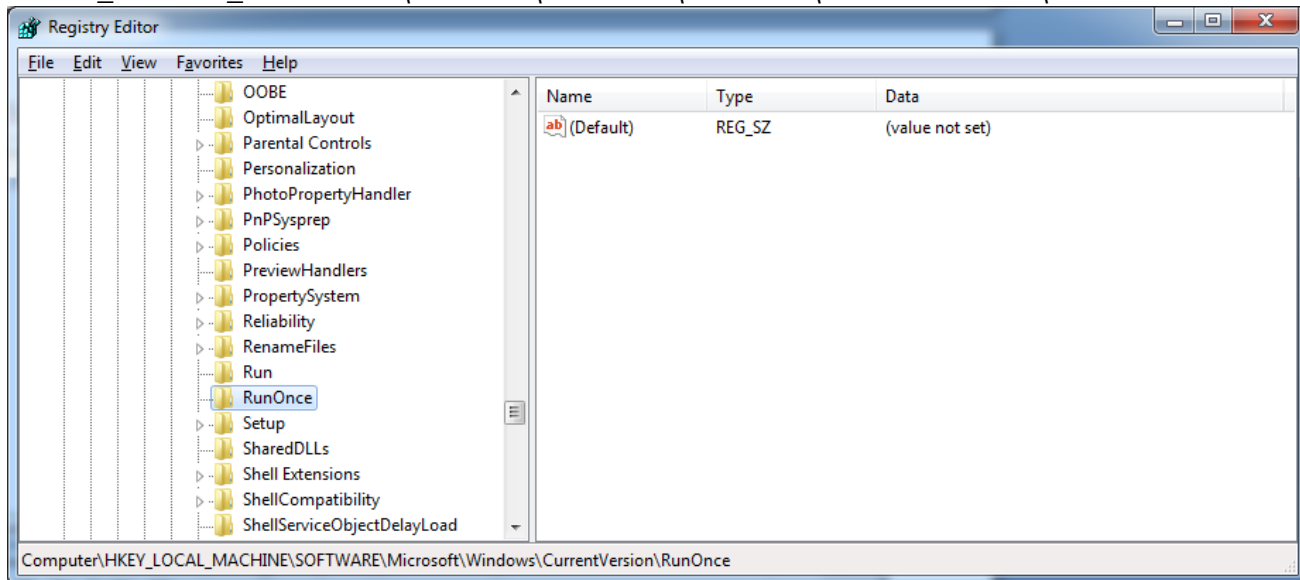 Registry Editor
File Edit View Favorites Help
OOBE
OptimalLayout
Parental Controls
Personalization
PhotoPropertyHandler
PnPSysprep
Policies
PreviewHandlers
PropertySystem
Reliability
RenameFiles
Run
RunOnce
Setup
SharedDLLs
Shell Extensions
ShellCompatibility
ShellServiceObjectDelayLoad
Name Type Data
ab (Default) REG_SZ (value not set)
Computer\HKEY_LOCAL_MACHINE\SOFTWARE\Microsoft\Windows\CurrentVersion\RunOnce